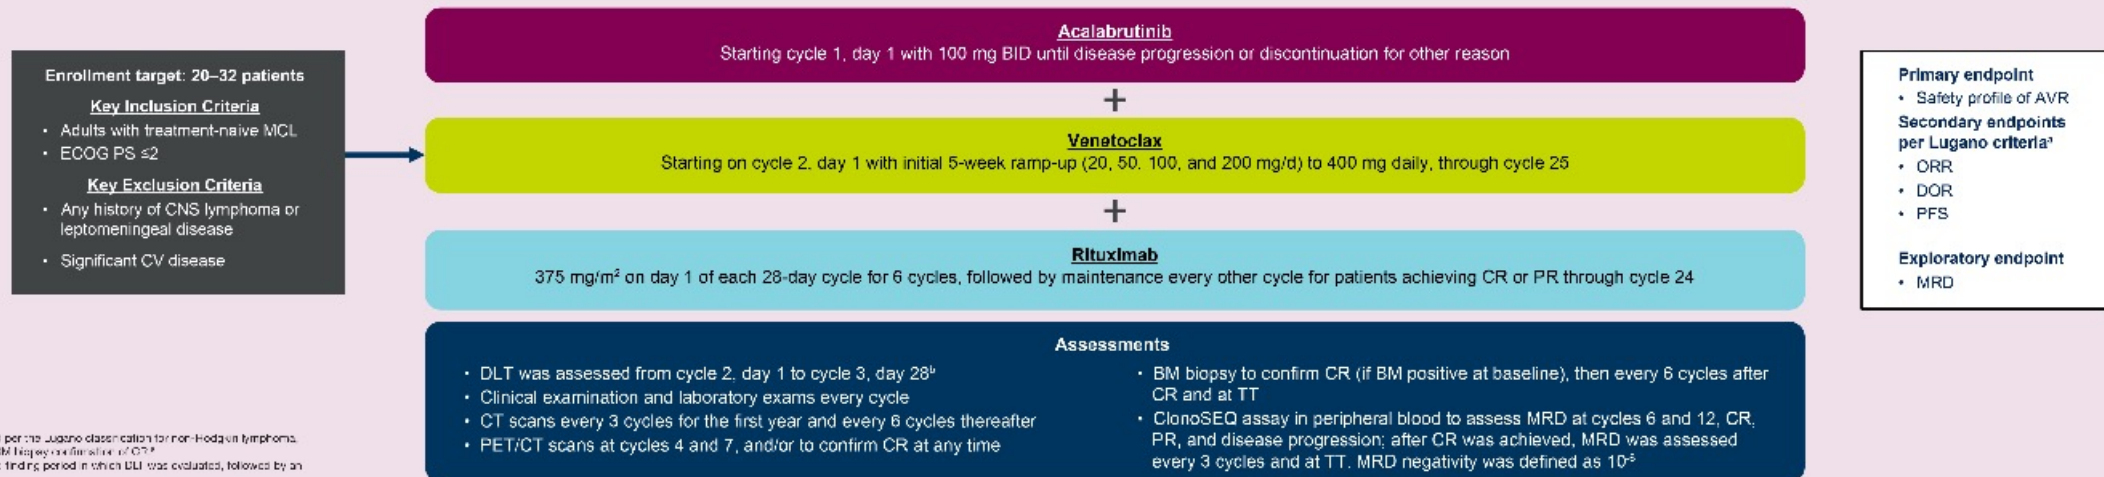 Enrollment target: 20–32 patients
Key Inclusion Criteria
• Adults with treatment-naive MCL
• ECOG PS ≤2
Key Exclusion Criteria
• Any history of CNS lymphoma or
leptomeningeal disease
• Significant CV disease
Acalabrutinib
Starting cycle 1, day 1 with 100 mg BID until disease progression or discontinuation for other reason
+
Venetoclax
Starting on cycle 2, day 1 with initial 5-week ramp-up (20, 50. 100, and 200 mg/d) to 400 mg daily, through cycle 25
+
Rituximab
375 mg/m² on day 1 of each 28-day cycle for 6 cycles, followed by maintenance every other cycle for patients achieving CR or PR through cycle 24
Assessments
• DLT was assessed from cycle 2, day 1 to cycle 3, day 28ᵇ
• Clinical examination and laboratory exams every cycle
• CT scans every 3 cycles for the first year and every 6 cycles thereafter
• PET/CT scans at cycles 4 and 7, and/or to confirm CR at any time
• BM biopsy to confirm CR (if BM positive at baseline), then every 6 cycles after
CR and at TT
• ClonoSEQ assay in peripheral blood to assess MRD at cycles 6 and 12, CR,
PR, and disease progression; after CR was achieved, MRD was assessed
every 3 cycles and at TT. MRD negativity was defined as
Primary endpoint
• Safety profile of AVR
Secondary endpoints
per Lugano criteriaᵃ
• ORR
• DOR
• PFS
Exploratory endpoint
• MRD
per the Lugano classification for non-Hodgkin lymphoma,
BM biopsy confirmation of CR
finding period in which DLT was evaluated, followed by an